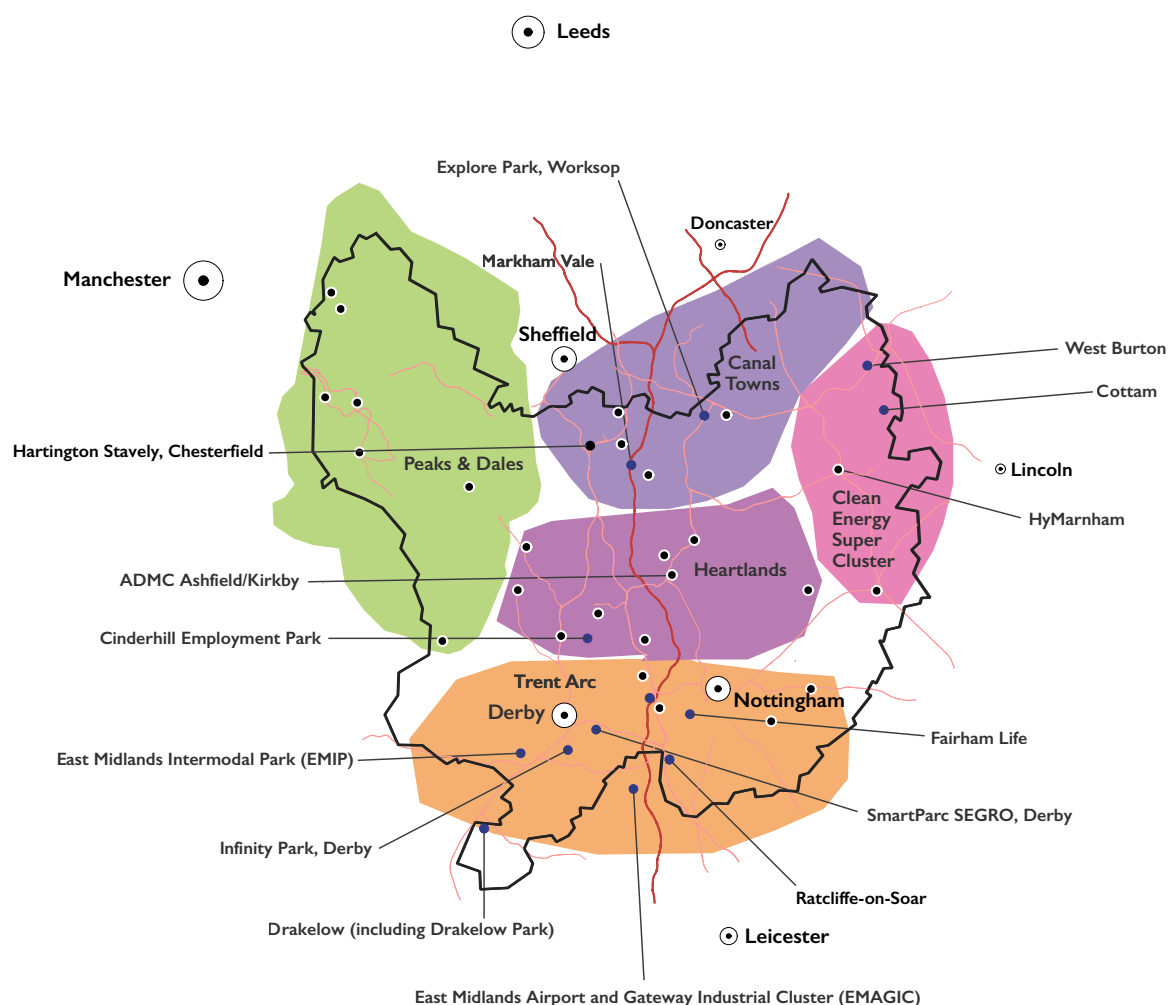 Leeds
Explore Park, Worksop
Doncaster
Markham Vale
Manchester
Sheffield
West Burton
Canal
Towns
Cottam
Hartington Stavely, Chesterfield
Peaks & Dales
Lincoln
Clean
Energy
Super
Cluster
HyMarnham
Heartlands
ADMC Ashfield/Kirkby
Cinderhill Employment Park
Trent Arc
Nottingham
Derby
Fairham Life
East Midlands Intermodal Park (EMIP)
SmartParc SEGRO, Derby
Infinity Park, Derby
Ratcliffe-on-Soar
Drakelow (including Drakelow Park)
Leicester
East Midlands Airport and Gateway Industrial Cluster (EMAGIC)